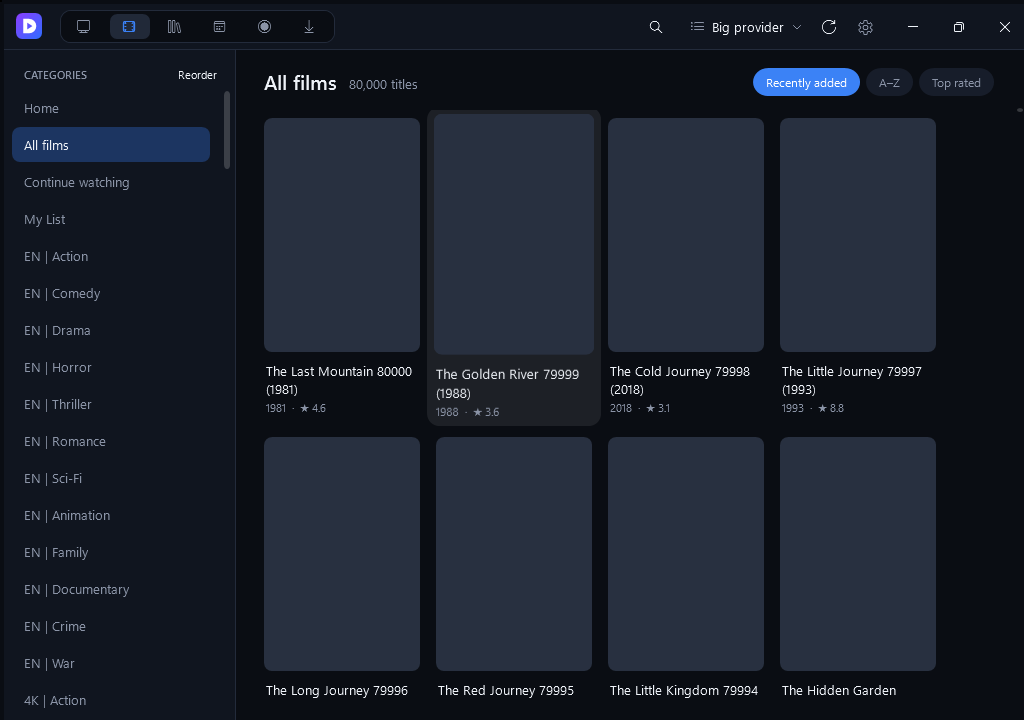 Big provider
CATEGORIES
Reorder
Home
All films
Continue watching
My List
EN | Action
EN | Comedy
EN | Drama
EN | Horror
EN | Thriller
EN | Romance
EN | Sci-Fi
EN | Animation
EN | Family
EN | Documentary
EN | Crime
EN | War
4K | Action
All films 80,000 titles
Recently added
A–Z
Top rated
The Last Mountain 80000
(1981)
1981 · ★ 4.6
The Golden River 79999
(1988)
1988 · ★ 3.6
The Cold Journey 79998
(2018)
2018 · ★ 3.1
The Little Journey 79997
(1993)
1993 · ★ 8.8
The Long Journey 79996
The Red Journey 79995
The Little Kingdom 79994
The Hidden Garden